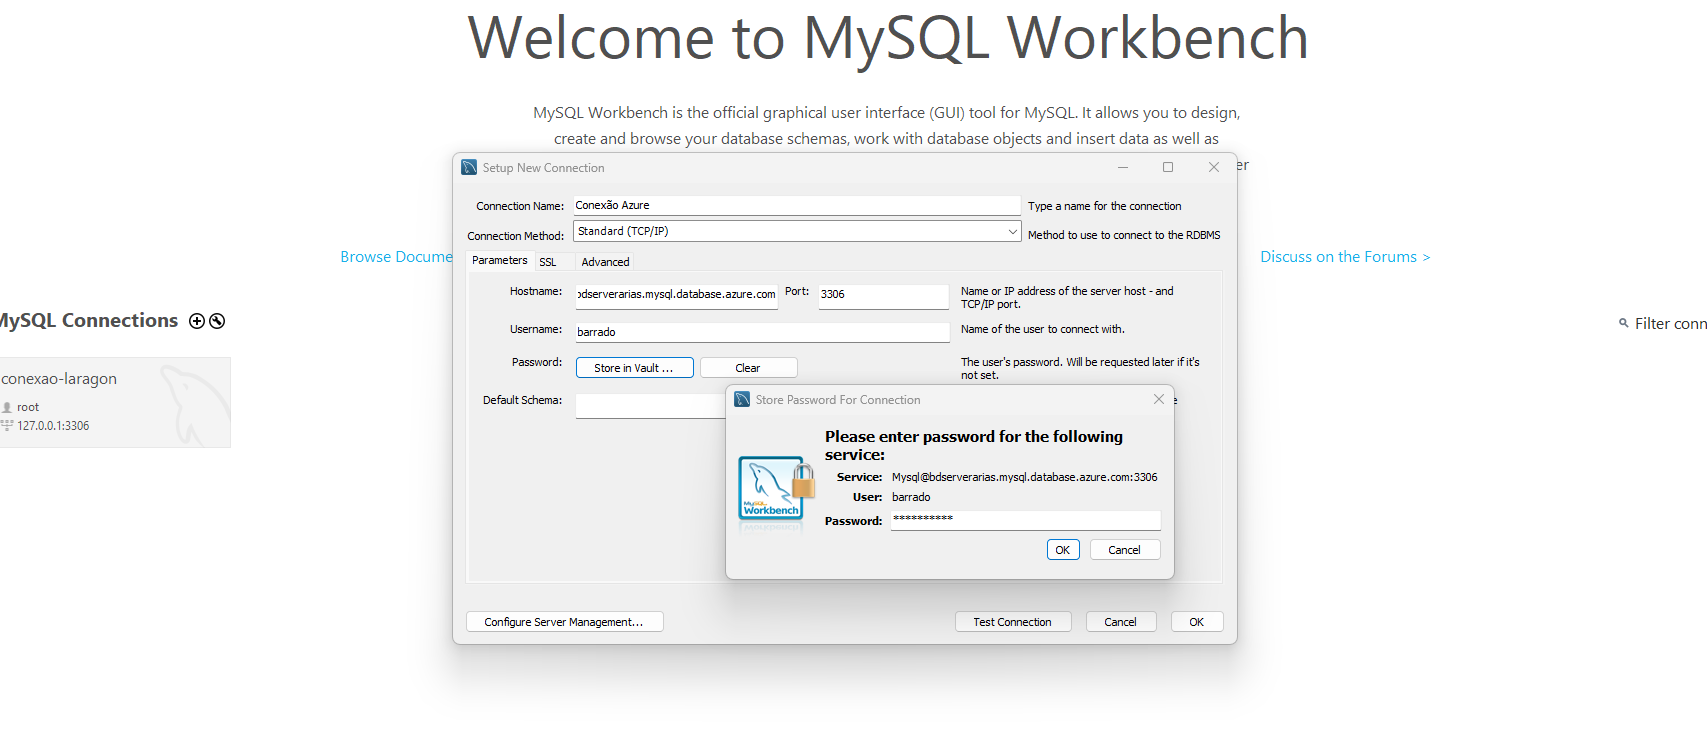 Welcome to MySQL Workbench
MySQL Workbench is the official graphical user interface (GUI) tool for MySQL. It allows you to design,
create and browse your database schemas, work with database objects and insert data as well as
er
Browse Docume
Discuss on the Forums >
MySQL Connections
Filter conn
conexao-laragon
root
127.0.0.1:3306
Setup New Connection
Connection Name: Conexão Azure Type a name for the connection
Connection Method: Standard (TCP/IP) Method to use to connect to the RDBMS
Parameters SSL Advanced
Hostname: bdserverarias.mysql.database.azure.com Port: 3306 Name or IP address of the server host - and
TCP/IP port.
Username: barrado Name of the user to connect with.
Password: Store in Vault ... Clear The user's password. Will be requested later if it's
not set.
Default Schema: e
Store Password For Connection
Please enter password for the following
service:
Service: Mysql@bdserverarias.mysql.database.azure.com:3306
User: barrado
Password: **********
MySQL
Workbench
OK Cancel
Configure Server Management... Test Connection Cancel OK